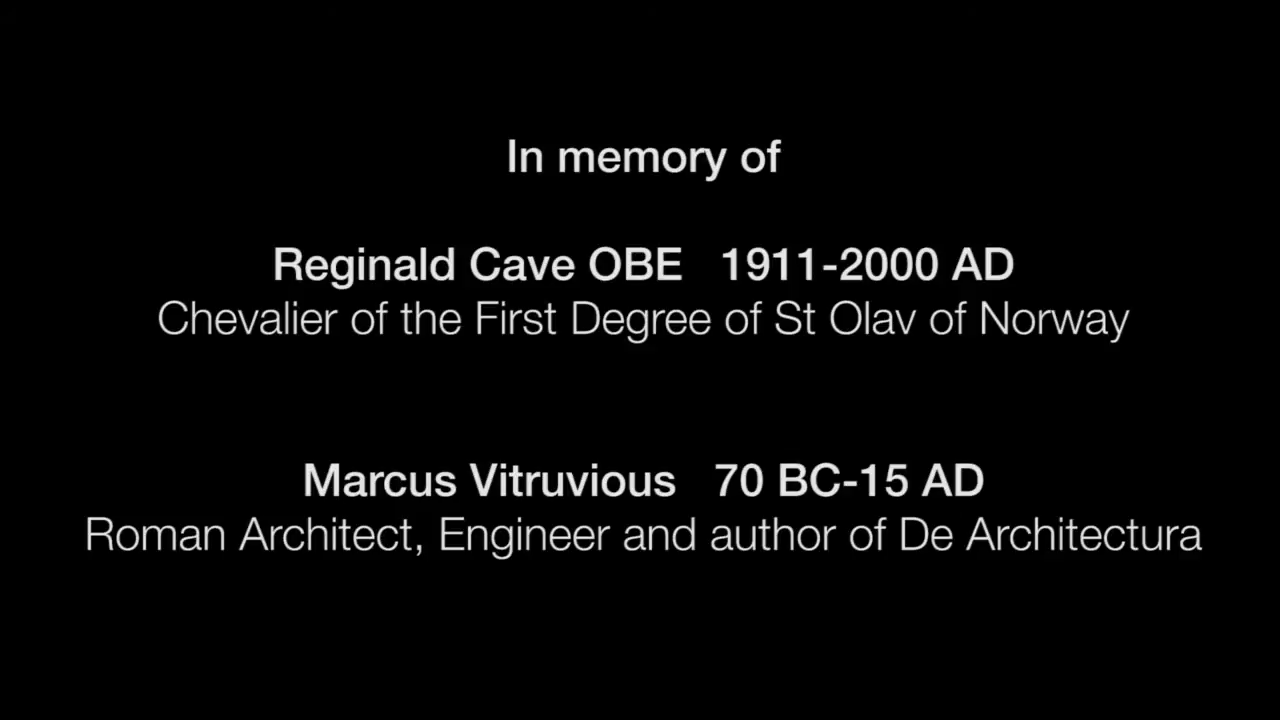 In memory of
Reginald Cave OBE 1911-2000 AD
Chevalier of the First Degree of St Olav of Norway
Marcus Vitruvious 70 BC-15 AD
Roman Architect, Engineer and author of De Architectura